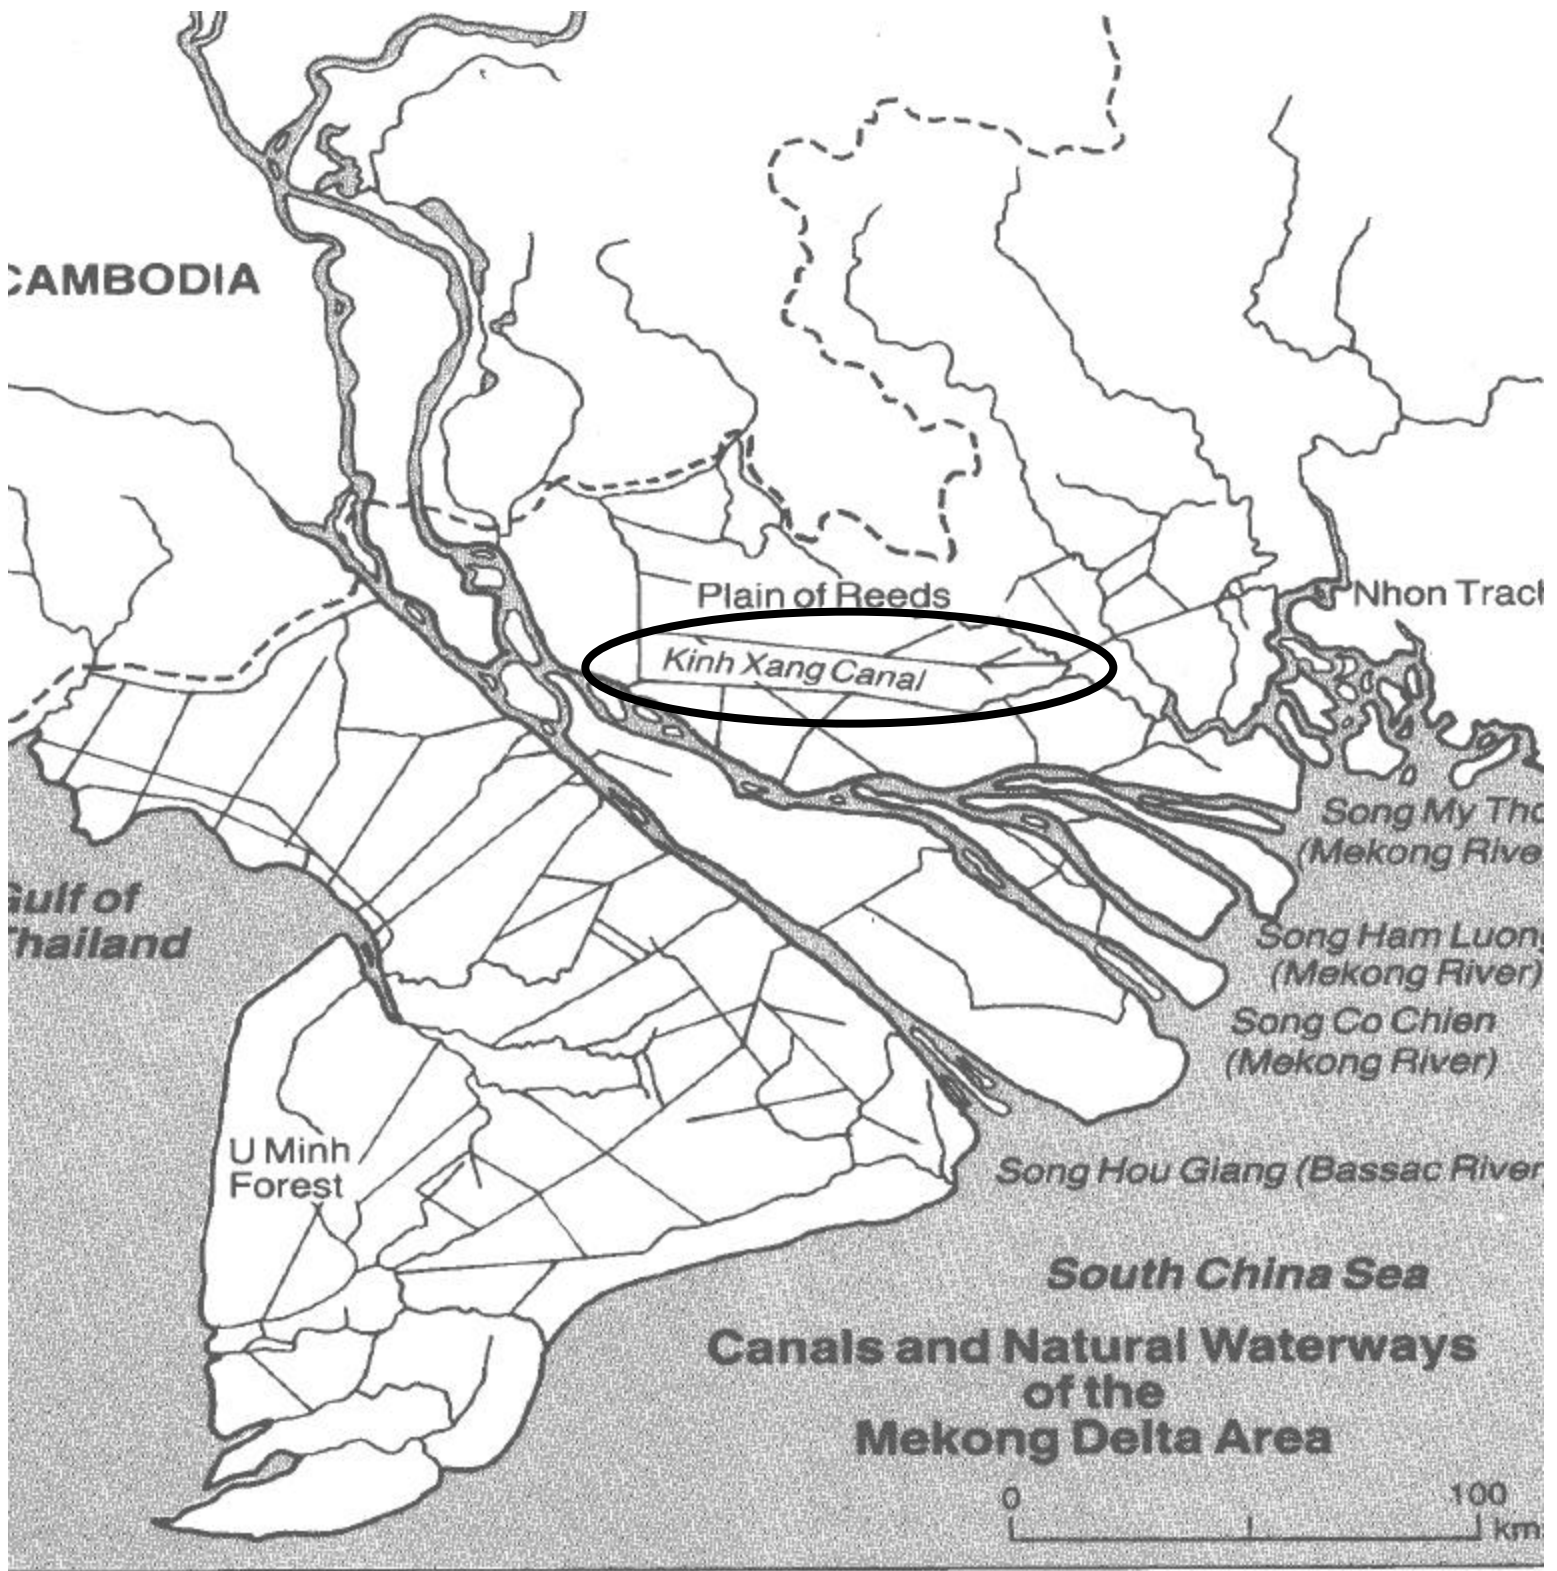 CAMBODIA
Plain of Reeds
Nhon Trach
Kinh Xang Canal
Song My Tho
(Mekong River
Gulf of
Thailand
Song Ham Luong
(Mekong River)
Song Co Chien
(Mekong River)
U Minh
Forest
Song Hou Giang (Bassac River)
South China Sea
Canals and Natural Waterways
of the
Mekong Delta Area
0 100
km